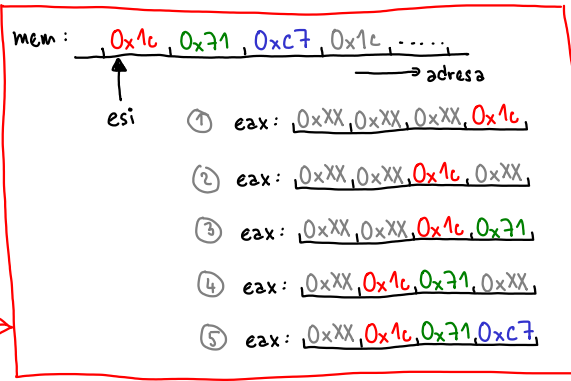 mem: 0x1c 0x71 0xC7 0x1c .....
adresa
esi
① eax: 0xXX 0xXX 0xXX 0x1c
② eax: 0xXX 0xXX 0x1c 0xXX
③ eax: 0xXX 0xXX 0x1c 0x71
④ eax: 0xXX 0x1c 0x71 0xXX
⑤ eax: 0xXX 0x1c 0x71 0xC7